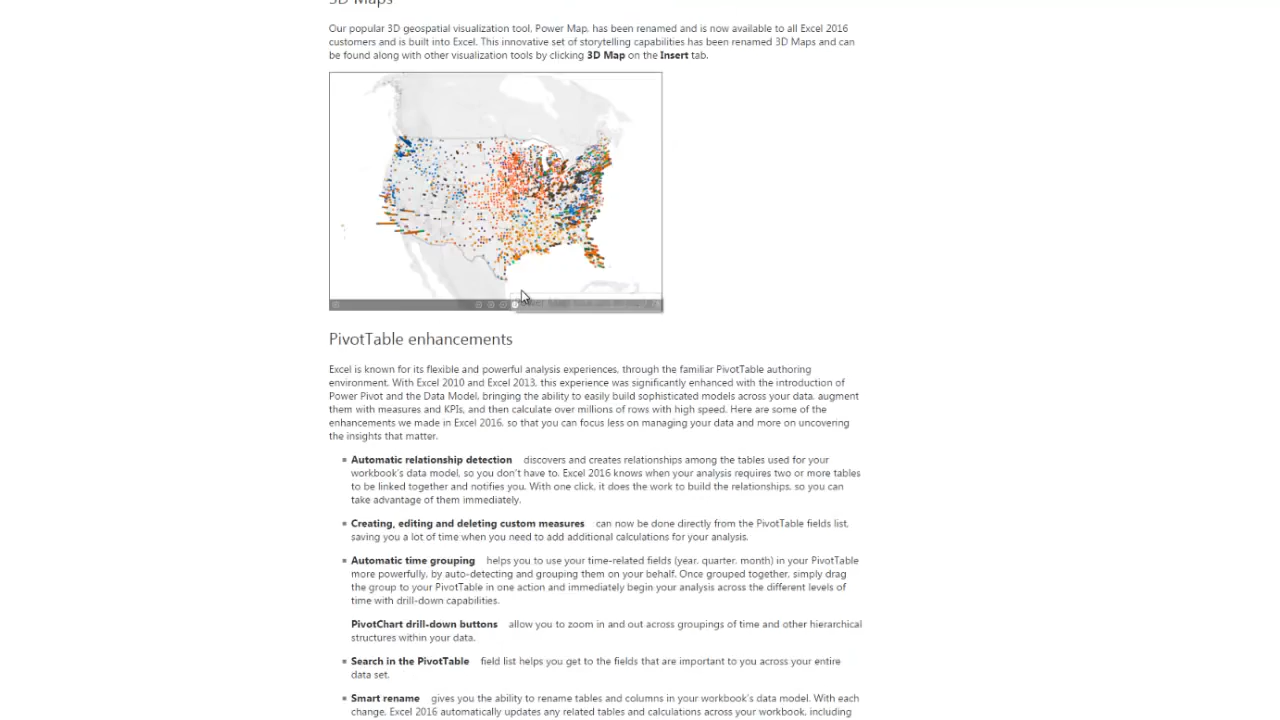 3D Maps
Our popular 3D geospatial visualization tool, Power Map, has been renamed and is now available to all Excel 2016
customers and is built into Excel. This innovative set of storytelling capabilities has been renamed 3D Maps and can
be found along with other visualization tools by clicking 3D Map on the Insert tab.
PivotTable enhancements
Excel is known for its flexible and powerful analysis experiences, through the familiar PivotTable authoring
environment. With Excel 2010 and Excel 2013, this experience was significantly enhanced with the introduction of
Power Pivot and the Data Model, bringing the ability to easily build sophisticated models across your data, augment
them with measures and KPIs, and then calculate over millions of rows with high speed. Here are some of the
enhancements we made in Excel 2016, so that you can focus less on managing your data and more on uncovering
the insights that matter.
Automatic relationship detection discovers and creates relationships among the tables used for your
workbook's data model, so you don't have to. Excel 2016 knows when your analysis requires two or more tables
to be linked together and notifies you. With one click, it does the work to build the relationships, so you can
take advantage of them immediately.
Creating, editing and deleting custom measures can now be done directly from the PivotTable fields list,
saving you a lot of time when you need to add additional calculations for your analysis.
Automatic time grouping helps you to use your time-related fields (year, quarter, month) in your PivotTable
more powerfully, by auto-detecting and grouping them on your behalf. Once grouped together, simply drag
the group to your PivotTable in one action and immediately begin your analysis across the different levels of
time with drill-down capabilities.
PivotChart drill-down buttons allow you to zoom in and out across groupings of time and other hierarchical
structures within your data.
Search in the PivotTable field list helps you get to the fields that are important to you across your entire
data set.
Smart rename gives you the ability to rename tables and columns in your workbook's data model. With each
change, Excel 2016 automatically updates any related tables and calculations across your workbook, including